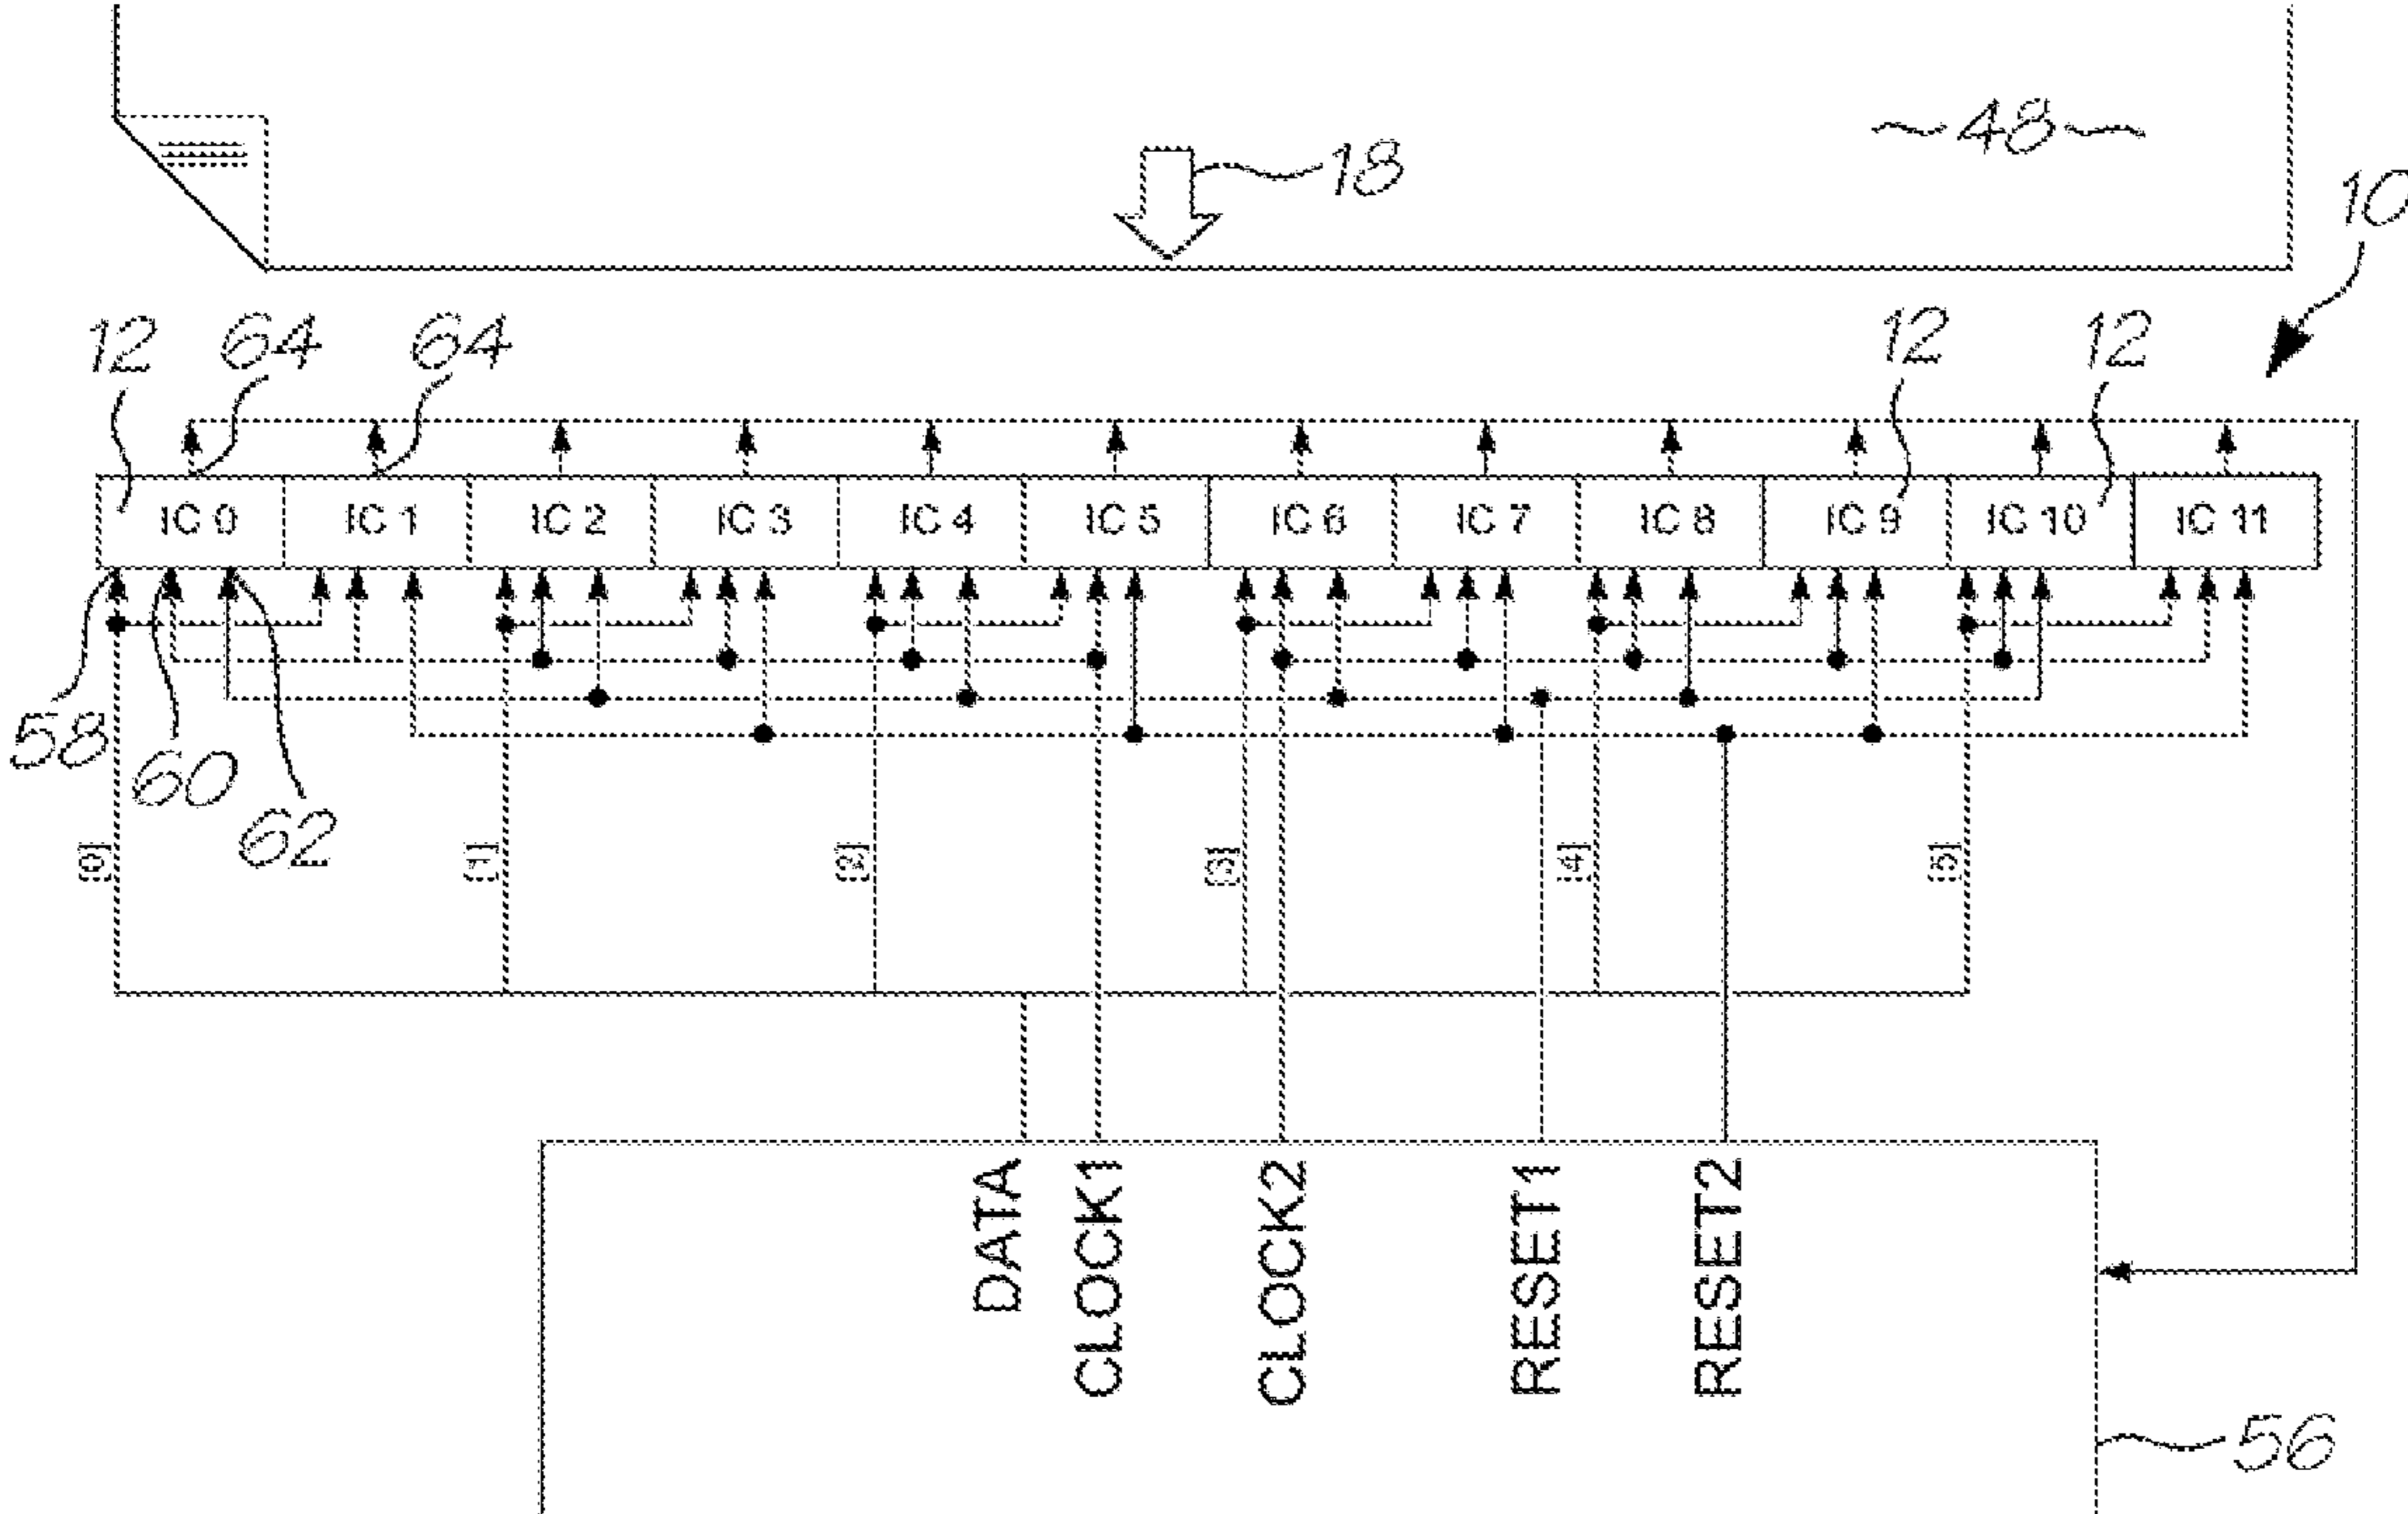 ~48~
18
10
12 64 64 12 12
IC 0 IC 1 IC 2 IC 3 IC 4 IC 5 IC 6 IC 7 IC 8 IC 9 IC 10 IC 11
58 60 62
[0] [1] [2] [3] [4] [5]
DATA
CLOCK1
CLOCK2
RESET1
RESET2
56